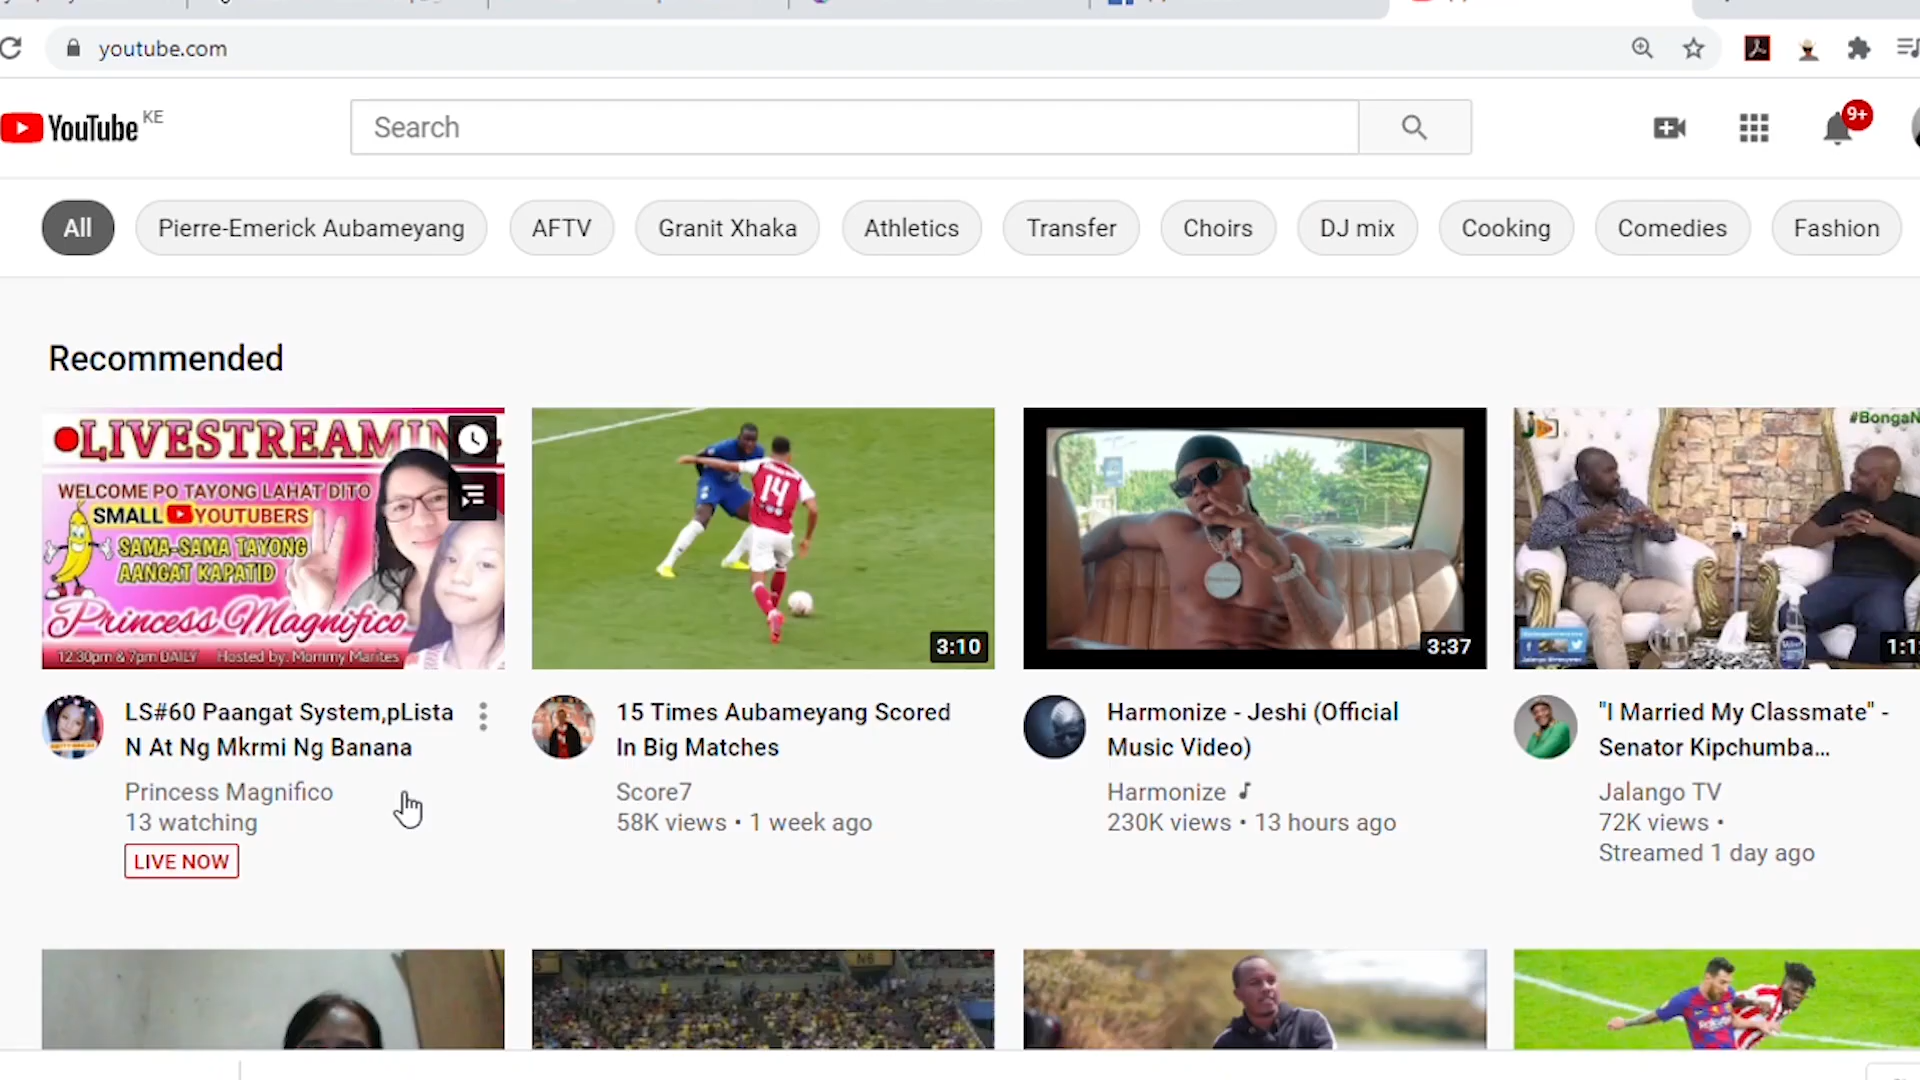 youtube.com
YouTube KE
Search
9+
All
Pierre-Emerick Aubameyang
AFTV
Granit Xhaka
Athletics
Transfer
Choirs
DJ mix
Cooking
Comedies
Fashion
Recommended
LIVESTREAMING
WELCOME PO TAYONG LAHAT DITO
SMALL YOUTUBERS
SAMA-SAMA TAYONG
AANGAT KAPATID
Princess Magnifico
12:30pm & 7pm DAILY Hosted by: Mommy Marites
14
3:10
3:37
#BongaN
1:1
LS#60 Paangat System,pLista
N At Ng Mkrmi Ng Banana
Princess Magnifico
13 watching
LIVE NOW
15 Times Aubameyang Scored
In Big Matches
Score7
58K views • 1 week ago
Harmonize - Jeshi (Official
Music Video)
Harmonize
230K views • 13 hours ago
"I Married My Classmate" -
Senator Kipchumba...
Jalango TV
72K views •
Streamed 1 day ago
N6